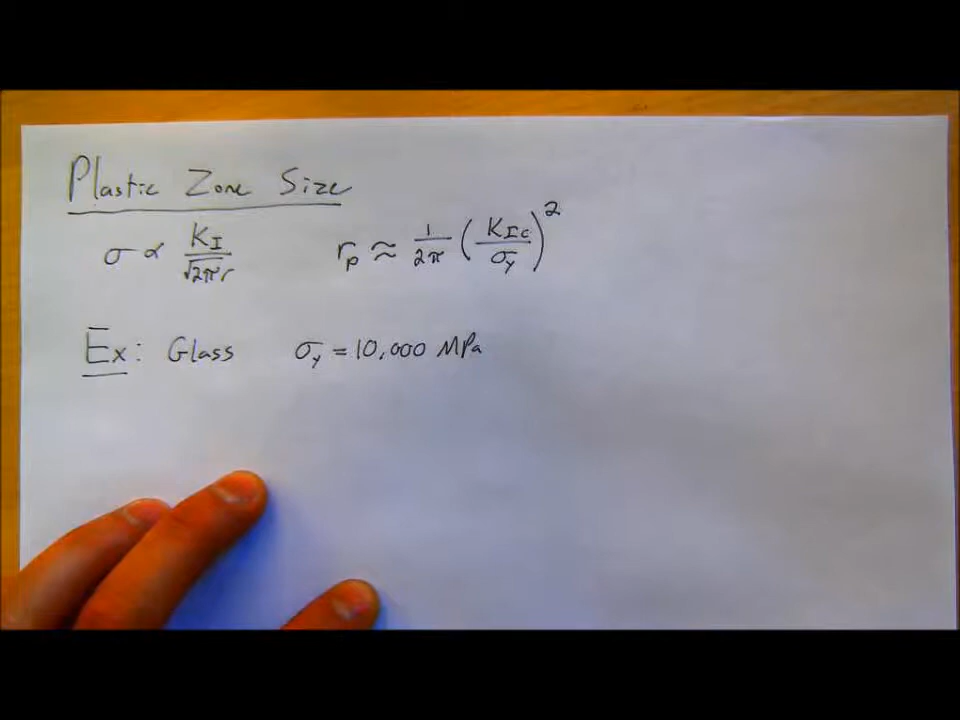 Plastic Zone Size
σ ∝ K_I / √(2πr)    r_p ≈ 1/(2π) (K_Ic / σ_y)²
Ex: Glass    σ_y = 10,000 MPa